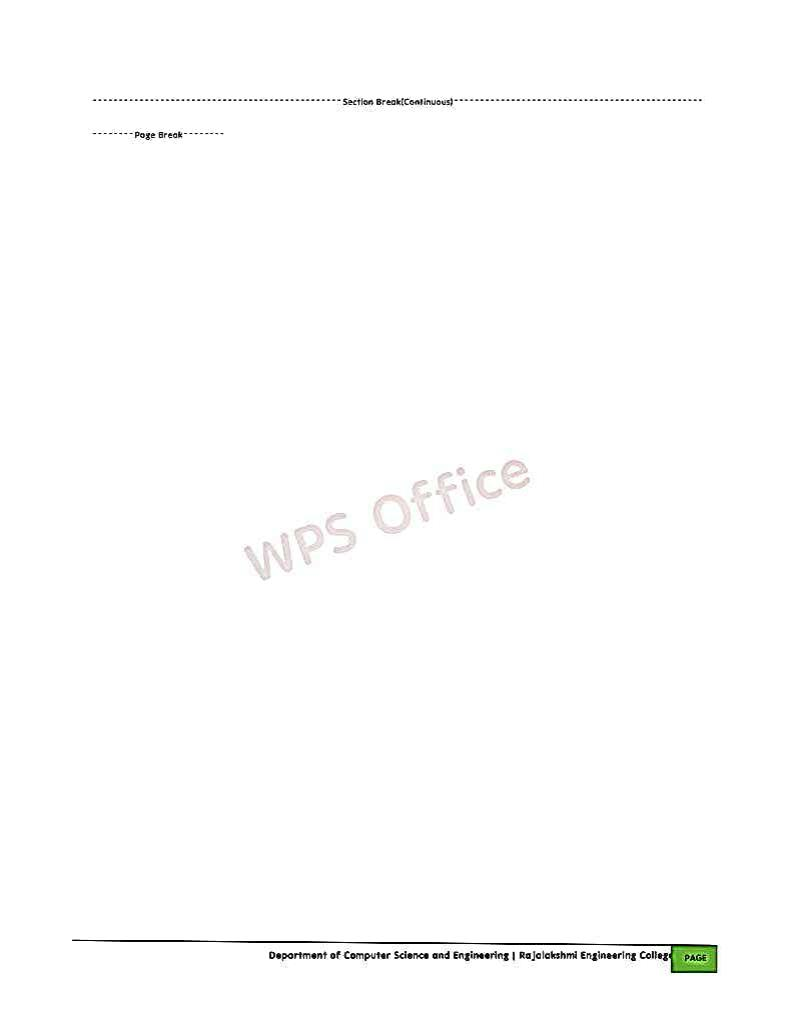 Section Break(Continuous)
Page Break
WPS Office
Department of Computer Science and Engineering | Rajalakshmi Engineering College
PAGE